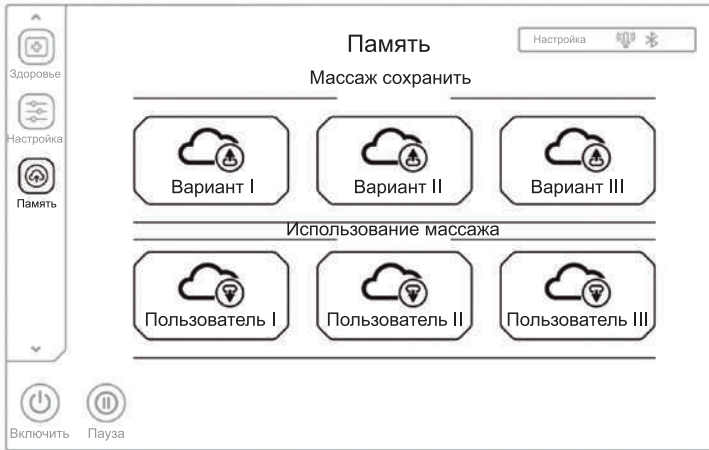 Память
Настройка
Массаж сохранить
Здоровье
Настройка
Память
Вариант I
Вариант II
Вариант III
Использование массажа
Пользователь I
Пользователь II
Пользователь III
Включить
Пауза